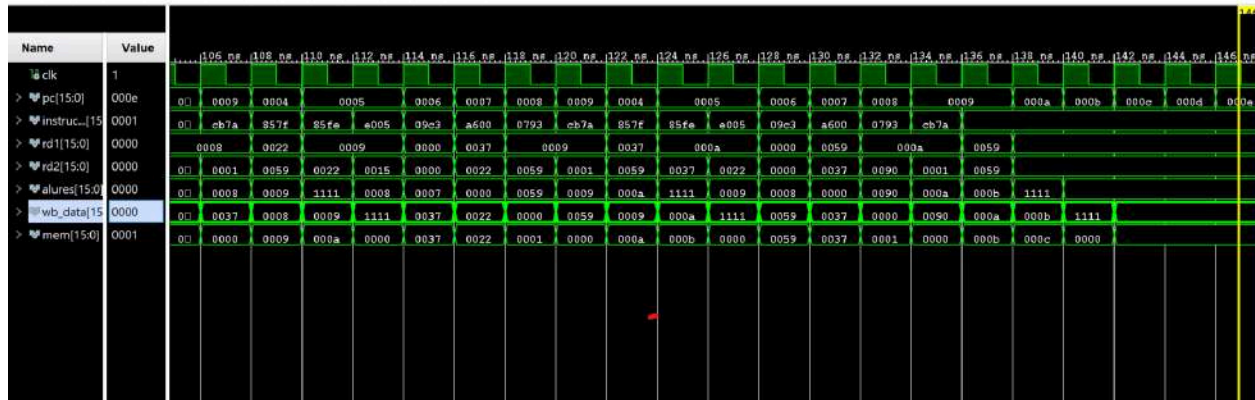 Name Value
106 ns 108 ns 110 ns 112 ns 114 ns 116 ns 118 ns 120 ns 122 ns 124 ns 126 ns 128 ns 130 ns 132 ns 134 ns 136 ns 138 ns 140 ns 142 ns 144 ns 146 ns
clk 1
pc[15:0] 000e 0009 0004 0005 0006 0007 0008 0009 0004 0005 0006 0007 0008 0009 000a 000b 000c 000d 000e
instruc...[15 0001 cb7a 857f 85fe e005 09c3 a600 0793 cb7a 857f 85fe e005 09c3 a600 0793 cb7a
rd1[15:0] 0000 0008 0022 0009 0000 0037 0009 0037 000a 0000 0059 000a 0059
rd2[15:0] 0000 0001 0059 0022 0015 0000 0022 0059 0001 0059 0037 0022 0000 0037 0090 0001 0059
alures[15:0] 0000 0008 0009 1111 0008 0007 0000 0059 0009 000a 1111 0009 0008 0000 0090 000a 000b 1111
wb_data[15 0000 0037 0008 0009 1111 0037 0022 0000 0059 0009 000a 1111 0059 0037 0000 0090 000a 000b 1111
mem[15:0] 0001 0000 0009 000a 0000 0037 0022 0001 0000 000a 000b 0000 0059 0037 0001 0000 000b 000c 0000